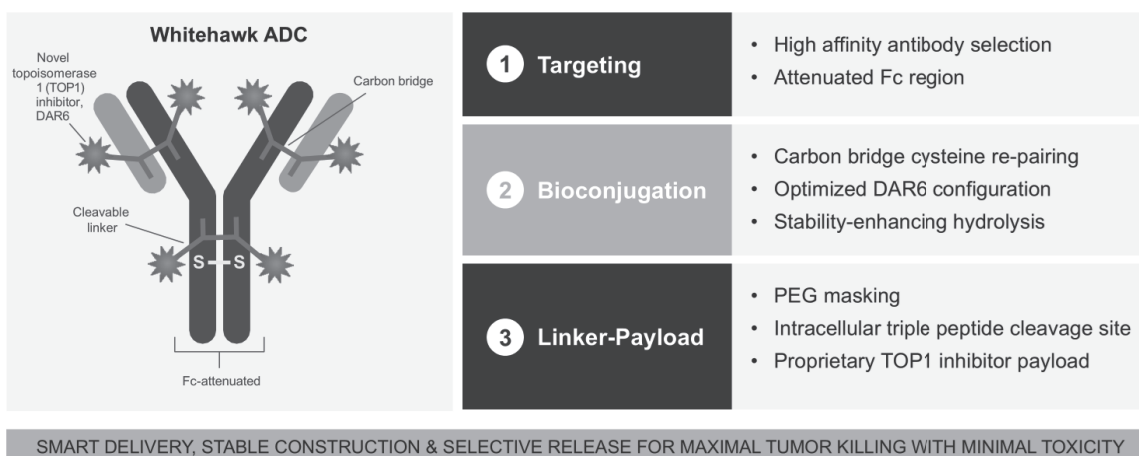 Whitehawk ADC
Novel
topoisomerase
1 (TOP1)
inhibitor,
DAR6
Carbon bridge
Cleavable
linker
S S
Fc-attenuated
1 Targeting
• High affinity antibody selection
• Attenuated Fc region
2 Bioconjugation
• Carbon bridge cysteine re-pairing
• Optimized DAR6 configuration
• Stability-enhancing hydrolysis
3 Linker-Payload
• PEG masking
• Intracellular triple peptide cleavage site
• Proprietary TOP1 inhibitor payload
SMART DELIVERY, STABLE CONSTRUCTION & SELECTIVE RELEASE FOR MAXIMAL TUMOR KILLING WITH MINIMAL TOXICITY